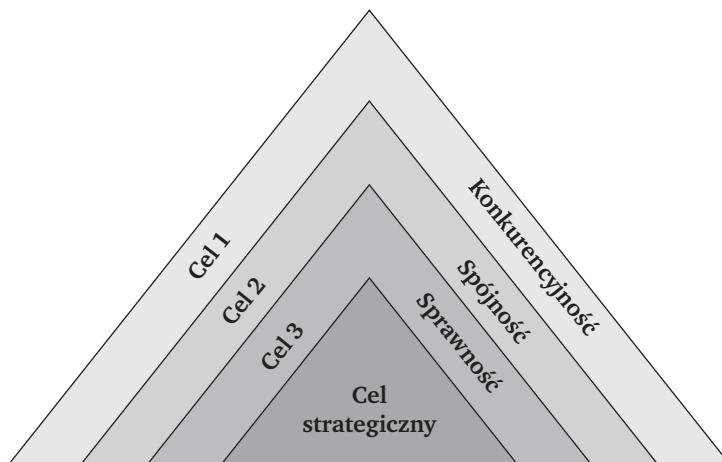 Cel 1
Konkurencyjność
Cel 2
Spójność
Cel 3
Sprawność
Cel
strategiczny